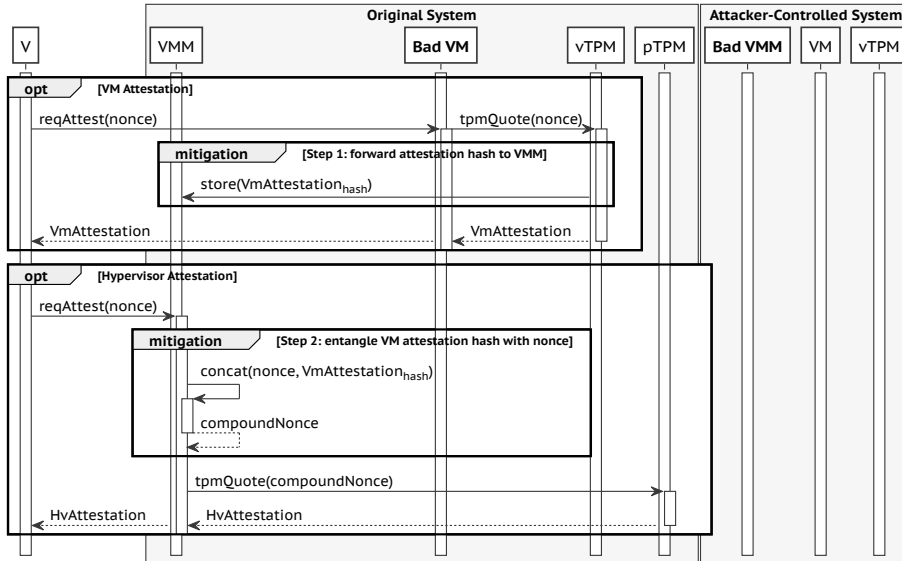 Original System
Attacker-Controlled System
V
VMM
Bad VM
vTPM
pTPM
Bad VMM
VM
vTPM
opt [VM Attestation]
reqAttest(nonce)
tpmQuote(nonce)
mitigation [Step 1: forward attestation hash to VMM]
store(VmAttestation_hash)
VmAttestation
VmAttestation
opt [Hypervisor Attestation]
reqAttest(nonce)
mitigation [Step 2: entangle VM attestation hash with nonce]
concat(nonce, VmAttestation_hash)
compoundNonce
tpmQuote(compoundNonce)
HvAttestation
HvAttestation